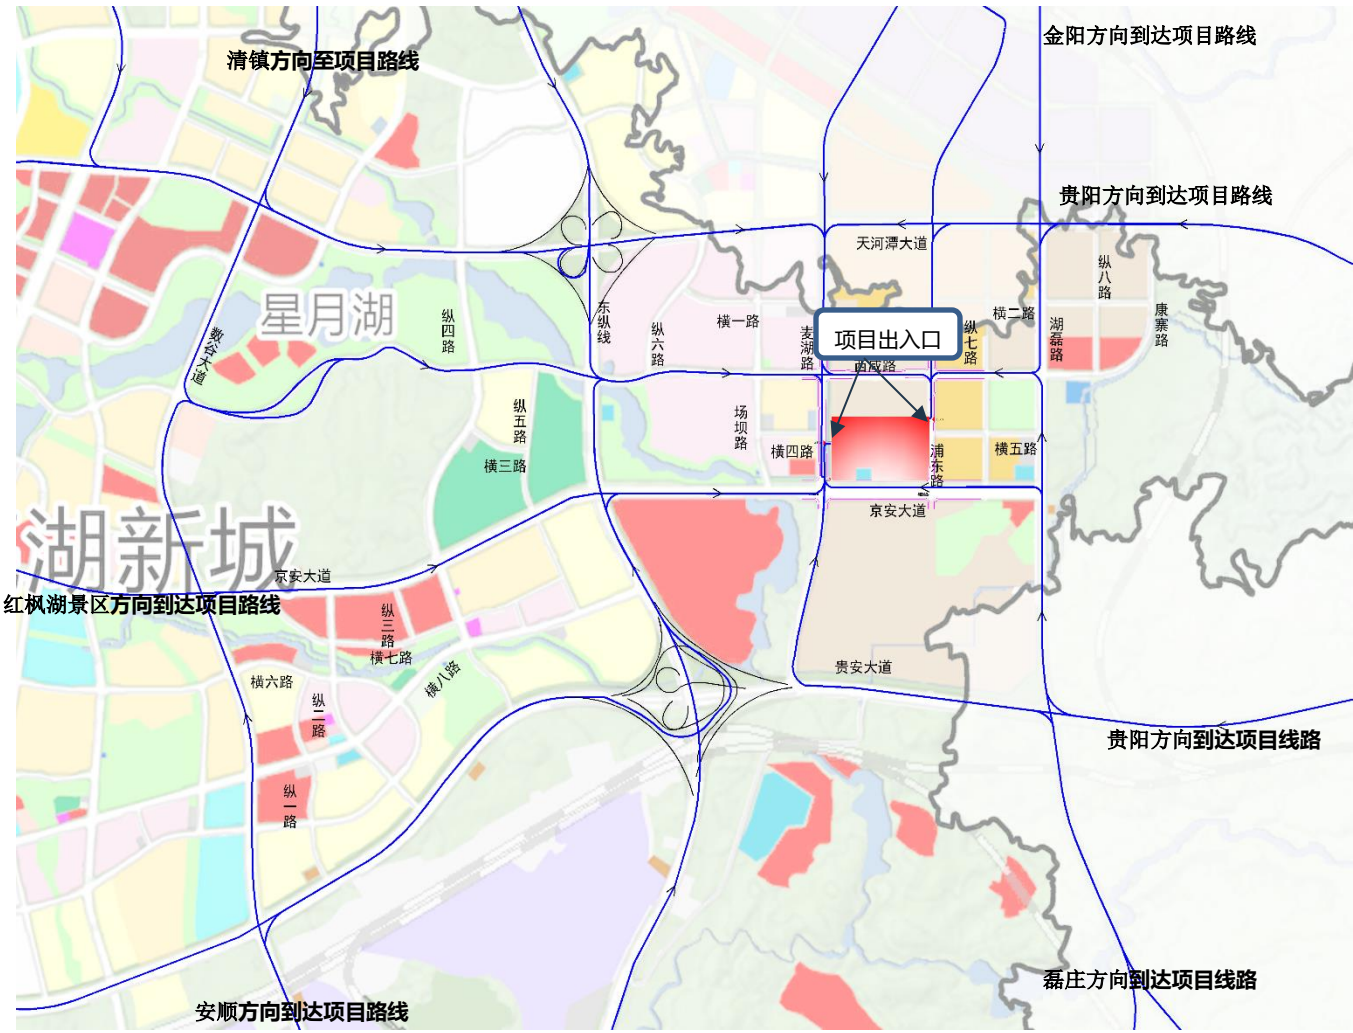 金阳方向到达项目路线
清镇方向至项目路线
贵阳方向到达项目路线
天河潭大道
纵八路
星月湖
纵四路
东纵线
纵六路
横一路
麦湖路
项目出入口
纵七路
横二路
湖磊路
康寨路
数谷大道
纵五路
场坝路
横四路
浦东路
横五路
横三路
京安大道
湖新城
京安大道
红枫湖景区方向到达项目路线
纵三路
横七路
横八路
横六路
纵二路
贵安大道
贵阳方向到达项目线路
纵一路
磊庄方向到达项目线路
安顺方向到达项目路线